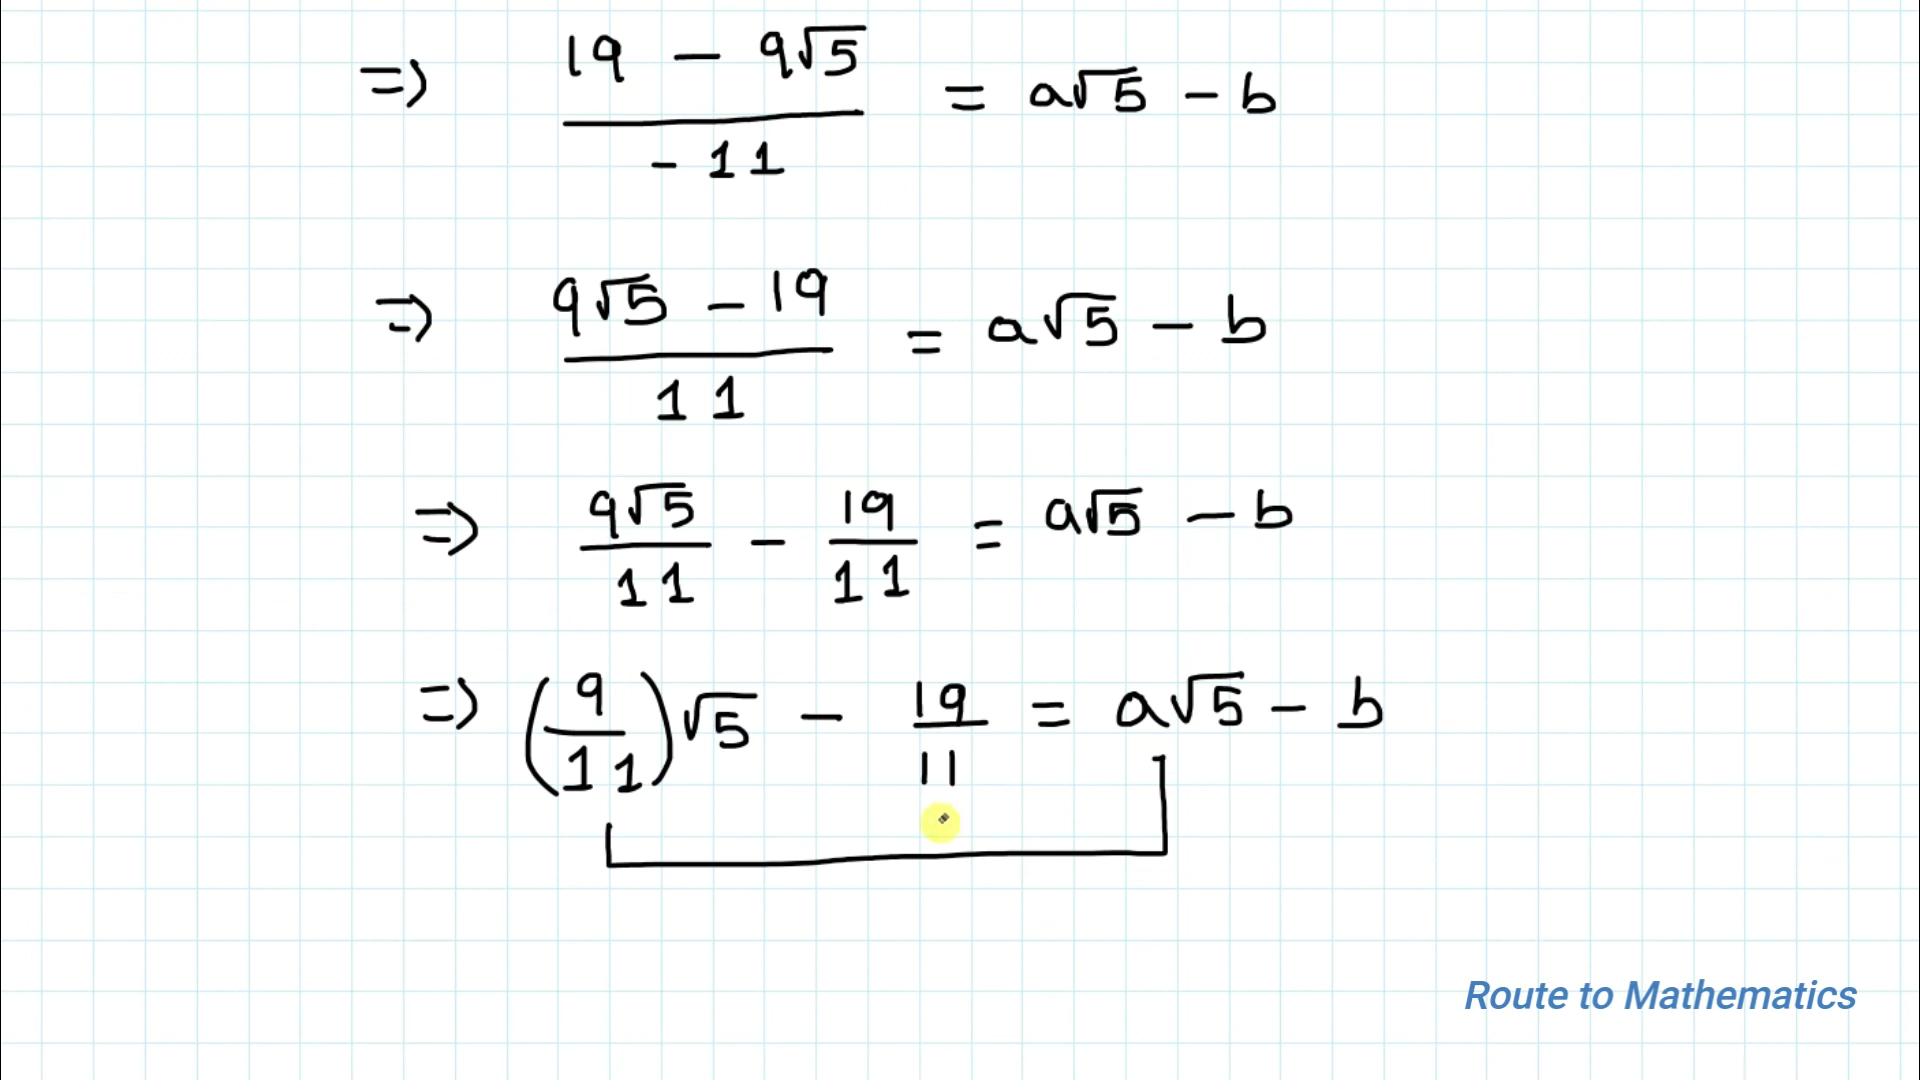 ⇒ (19 - 9√5)/(-11) = a√5 - b
⇒ (9√5 - 19)/11 = a√5 - b
⇒ 9√5/11 - 19/11 = a√5 - b
⇒ (9/11)√5 - 19/11 = a√5 - b
Route to Mathematics